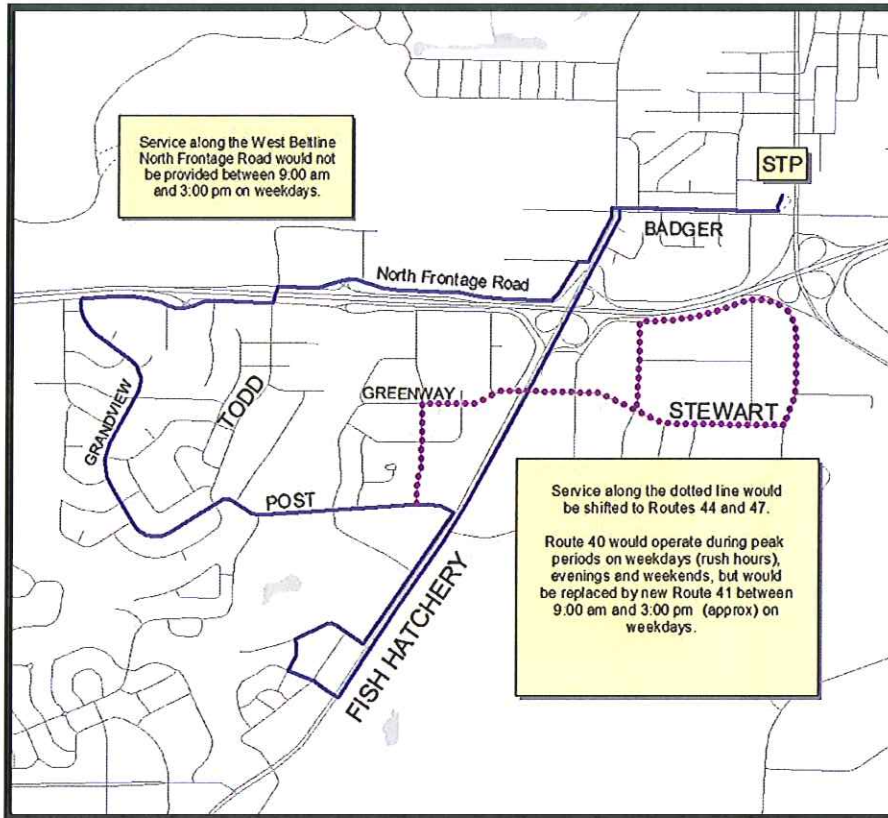 Service along the West Beltline
North Frontage Road would not
be provided between 9:00 am
and 3:00 pm on weekdays.
STP
BADGER
North Frontage Road
GRANDVIEW
TODD
GREENWAY
STEWART
POST
FISH HATCHERY
Service along the dotted line would
be shifted to Routes 44 and 47.
Route 40 would operate during peak
periods on weekdays (rush hours),
evenings and weekends, but would
be replaced by new Route 41 between
9:00 am and 3:00 pm (approx) on
weekdays.